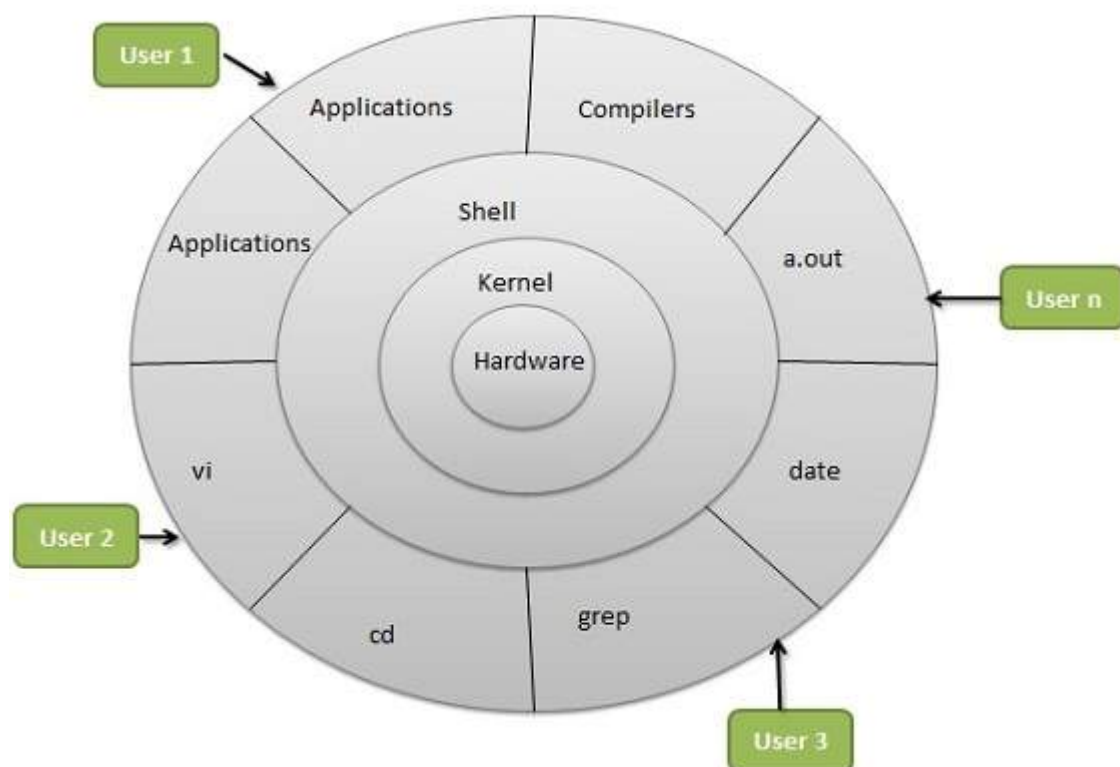 User 1
Applications
Compilers
Shell
Applications
a.out
Kernel
User n
Hardware
vi
date
User 2
grep
cd
User 3